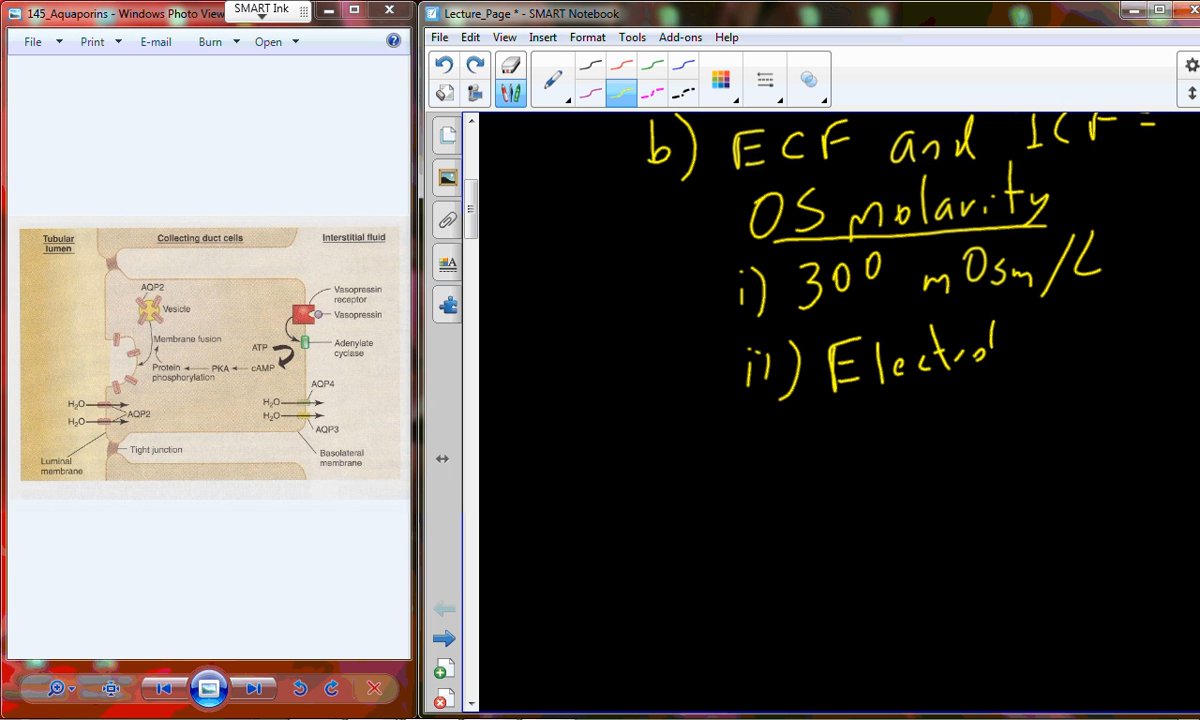 145_Aquaporins - Windows Photo View
SMART Ink
File Print E-mail Burn Open
Tubular lumen
Collecting duct cells
Interstitial fluid
AQP2
Vesicle
Vasopressin receptor
Vasopressin
Membrane fusion
ATP
Adenylate cyclase
Protein phosphorylation
PKA
cAMP
AQP4
H₂O
H₂O
AQP2
H₂O
H₂O
AQP3
Tight junction
Luminal membrane
Basolateral membrane
Lecture_Page * - SMART Notebook
File Edit View Insert Format Tools Add-ons Help
b) ECF and ICF =
OSmolarity
i) 300 mOsm/L
ii) Electrol